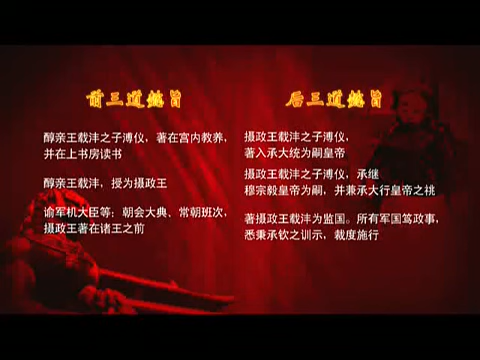 前三道懿旨
醇亲王载沣之子溥仪，著在宫内教养，
并在上书房读书
醇亲王载沣，授为摄政王
谕军机大臣等：朝会大典、常朝班次，
摄政王著在诸王之前
后三道懿旨
摄政王载沣之子溥仪，
著入承大统为嗣皇帝
摄政王载沣之子溥仪，承继
穆宗毅皇帝为嗣，并兼承大行皇帝之祧
著摄政王载沣为监国。所有军国笃政事，
悉秉承钦之训示，裁度施行